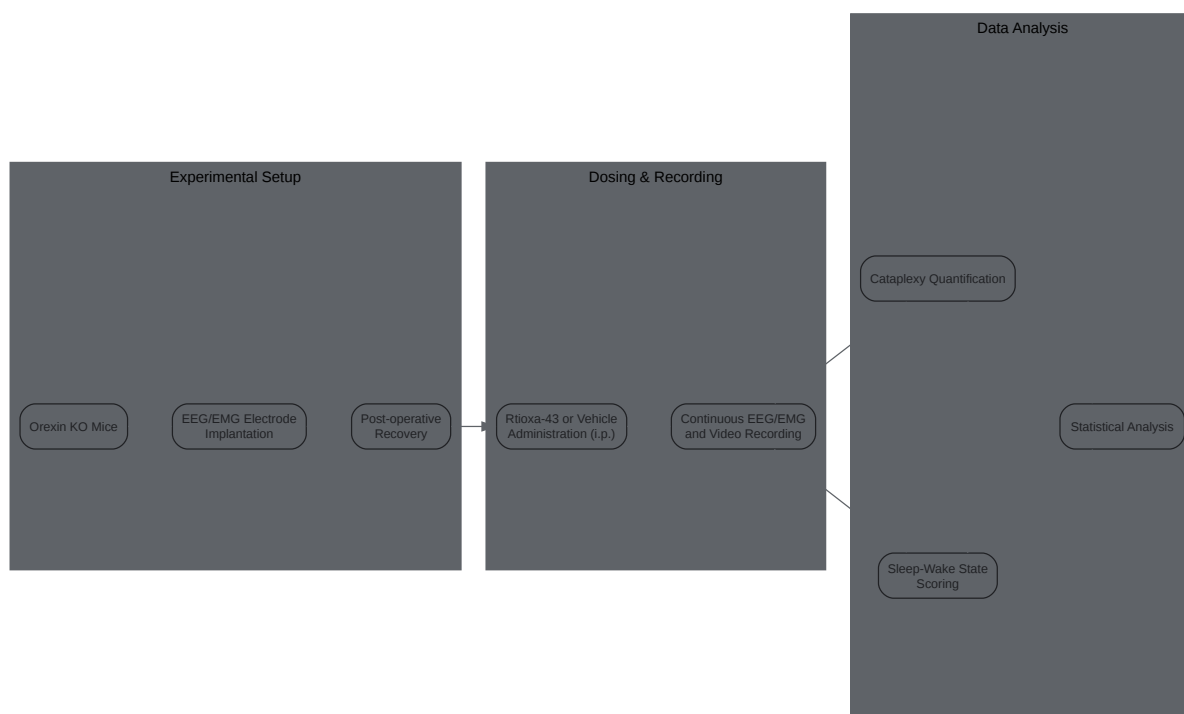 Data Analysis
Experimental Setup
Dosing & Recording
Cataplexy Quantification
Orexin KO Mice
EEG/EMG Electrode
Implantation
Post-operative
Recovery
Rtioxa-43 or Vehicle
Administration (i.p.)
Continuous EEG/EMG
and Video Recording
Statistical Analysis
Sleep-Wake State
Scoring